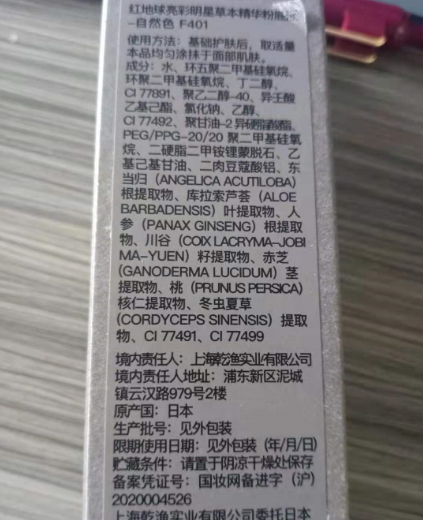 红地球亮彩明星草本精华粉底液
-自然色 F401
使用方法：基础护肤后，取适量
本品均匀涂抹于面部肌肤。
成分：水、环五聚二甲基硅氧烷、
环聚二甲基硅氧烷、丁二醇、
CI 77891、聚乙二醇-40、异壬酸
乙基己酯、氯化钠、乙醇、
CI 77492、聚甘油-2 异硬脂酸酯、
PEG/PPG-20/20 聚二甲基硅氧
烷、二硬脂二甲铵锂蒙脱石、乙
基己基甘油、二肉豆蔻酸铝、东
当归（ANGELICA ACUTILOBA）
根提取物、库拉索芦荟（ALOE
BARBADENSIS）叶提取物、人
参（PANAX GINSENG）根提取
物、川谷（COIX LACRYMA-JOBI
MA-YUEN）籽提取物、赤芝
(GANODERMA LUCIDUM）茎
提取物、桃（PRUNUS PERSICA）
核仁提取物、冬虫夏草
(CORDYCEPS SINENSIS）提取
物、CI 77491、CI 77499
境内责任人：上海乾渔实业有限公司
境内责任人地址：浦东新区泥城
镇云汉路979号2楼
原产国：日本
生产批号：见外包装
限期使用日期：见外包装（年/月/日）
贮藏条件：请置于阴凉干燥处保存
备案凭证号：国妆网备进字（沪）
2020004526
上海乾渔实业有限公司委托日本